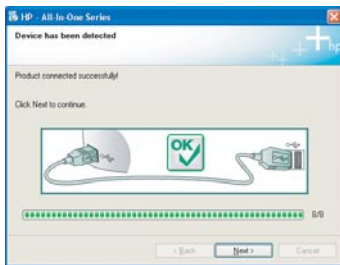 HP - All-In-One Series
Device has been detected
hp
Product connected successfully!
Click Next to continue.
OK
8/8
< Back Next > Cancel